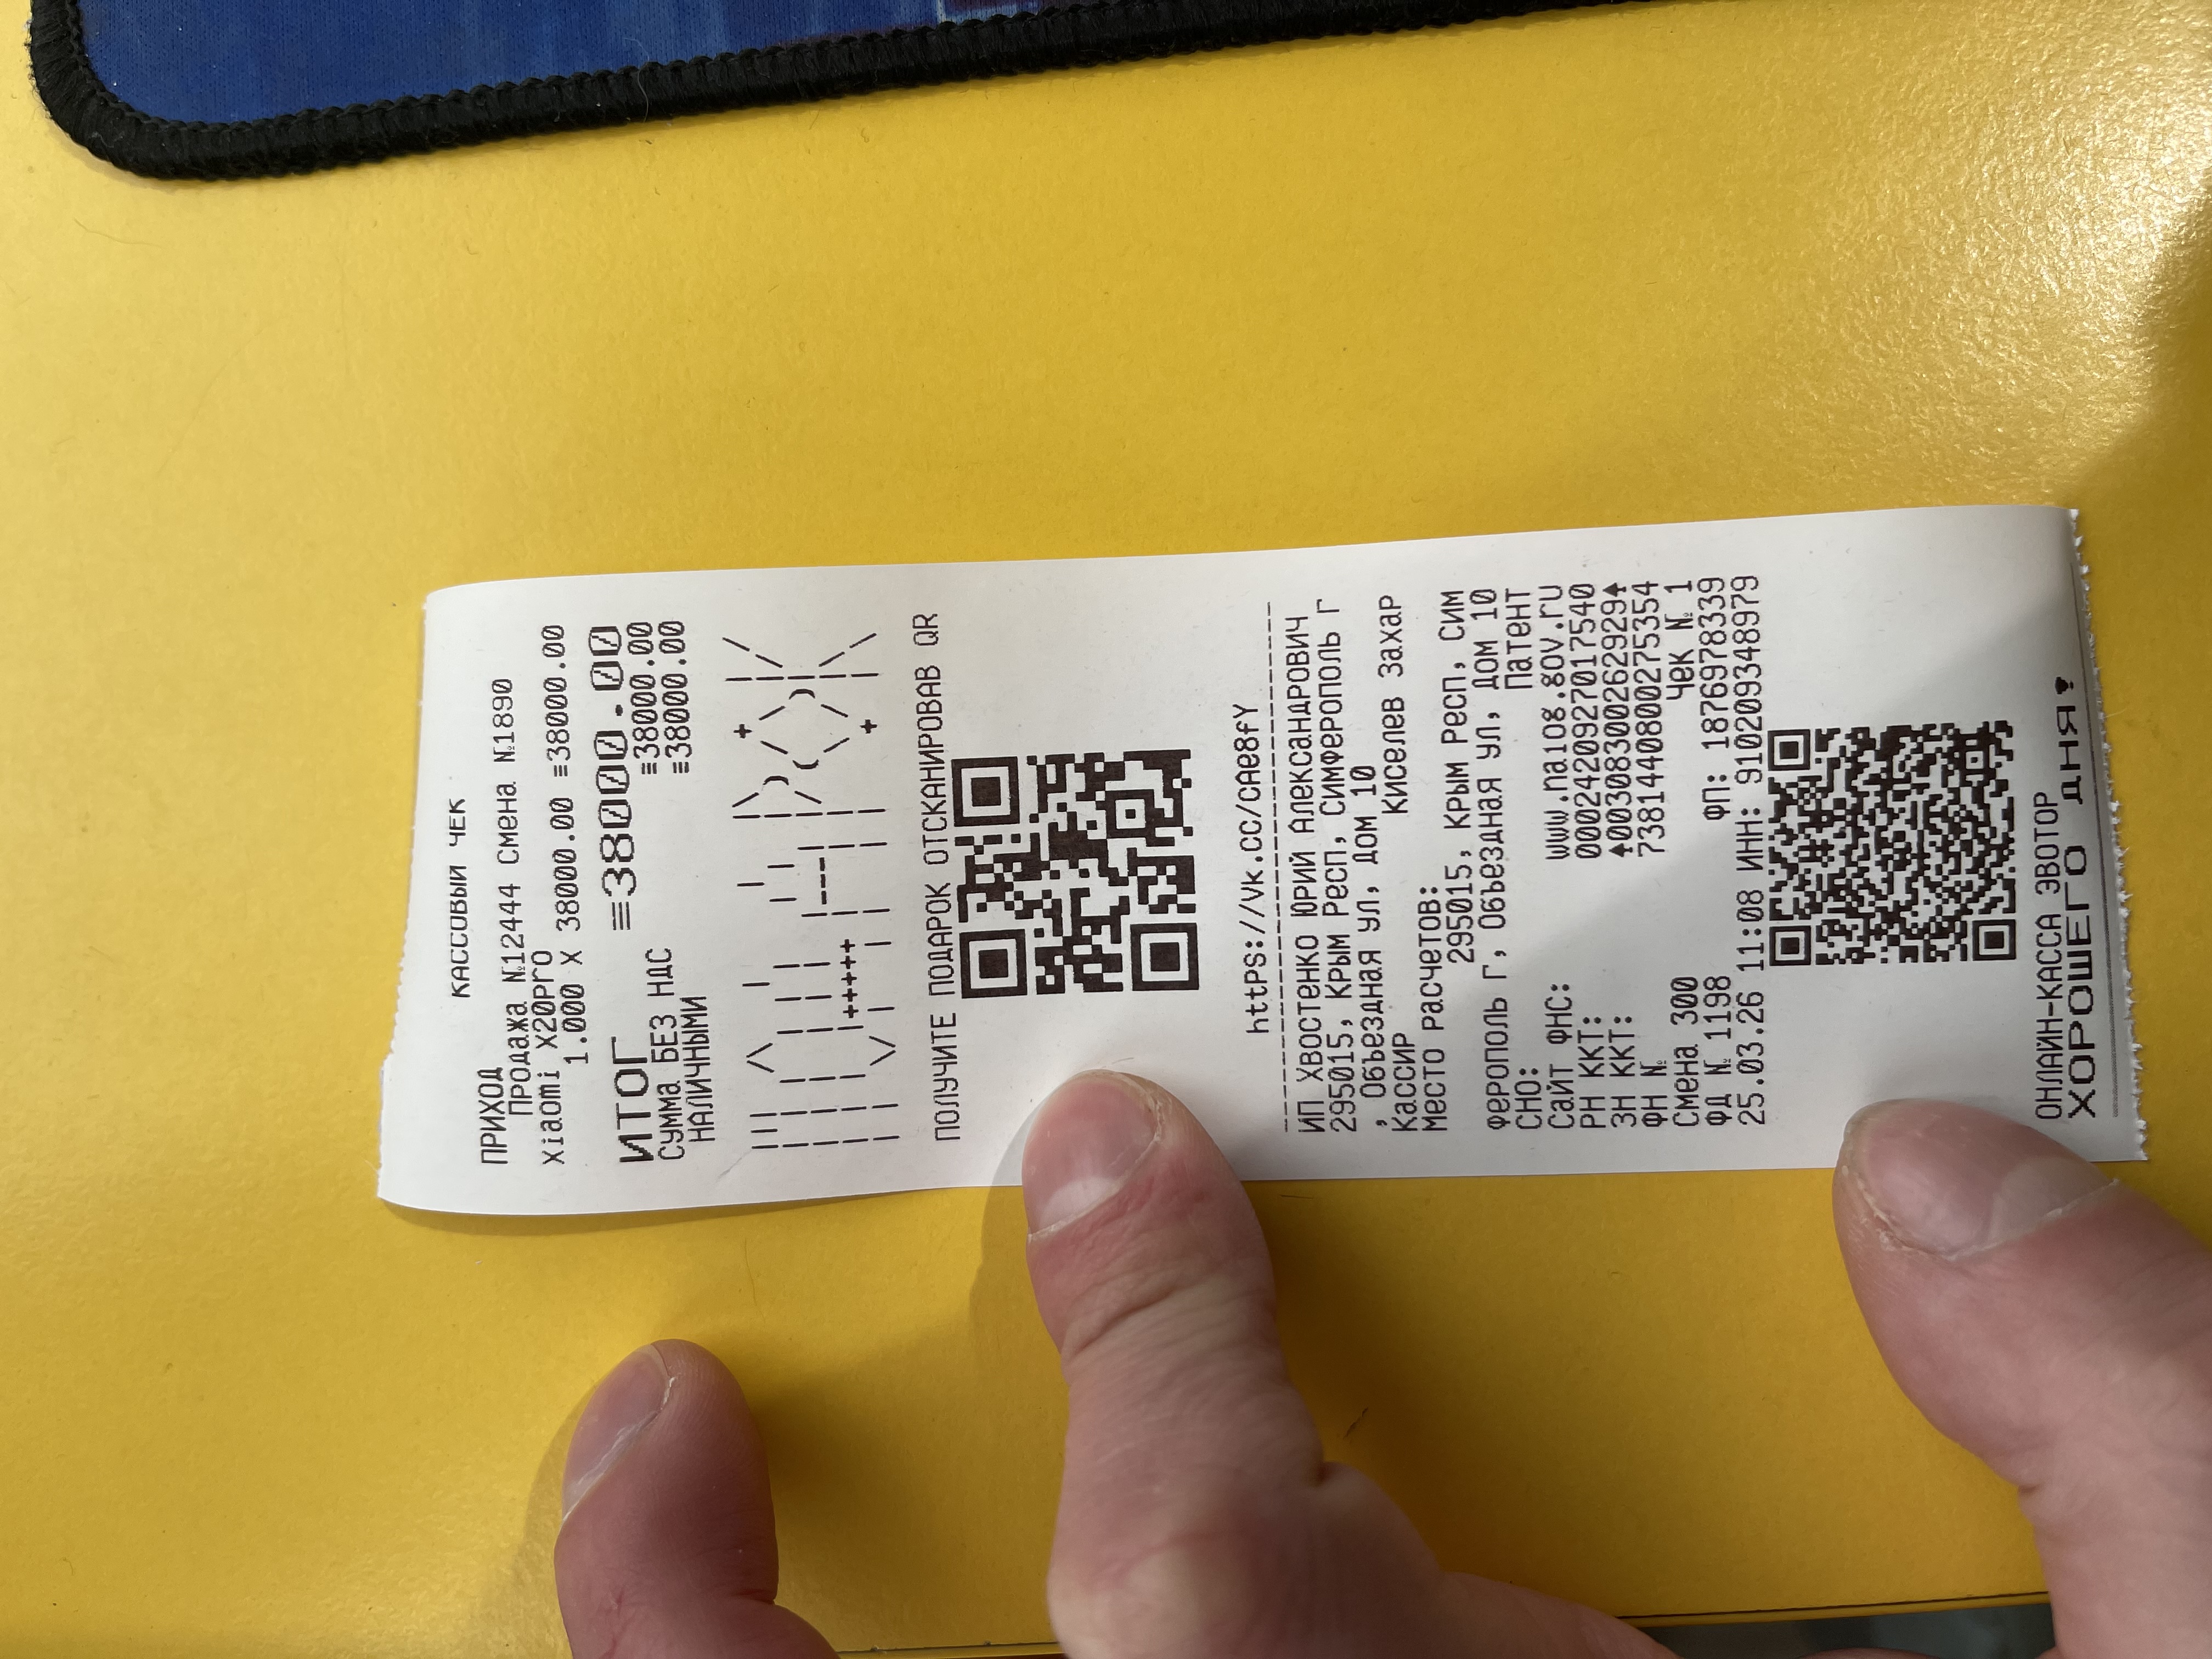 КАССОВЫЙ ЧЕК
ПРИХОД
Продажа №12444 Смена №1890
Xiaomi X20PГО
1.000 X 38000.00 ≡38000.00
ИТОГ ≡38000.00
СУММА БЕЗ НДС ≡38000.00
НАЛИЧНЫМИ ≡38000.00
ПОЛУЧИТЕ ПОДАРОК ОТСКАНИРОВАВ QR
https://vk.cc/cAe8fY
ИП ХВОСТЕНКО ЮРИЙ АЛЕКСАНДРОВИЧ
295015, Крым Респ, Симферополь г
, Объездная ул, дом 10
Кассир Киселев Захар
Место расчетов:
295015, Крым Респ, Сим
ферополь г, Объездная ул, дом 10
СНО: Патент
Сайт ФНС: www.nalog.gov.ru
РН ККТ: 0002420927017540
ЗН ККТ: ↑00308300262929↑
ФН № 7381440800275354
Смена 300 Чек № 1
ФД № 1198 ФП: 1876978339
25.03.26 11:08 ИНН: 910209348979
ОНЛАЙН-КАССА ЭВОТОР
ХОРОШЕГО ДНЯ!